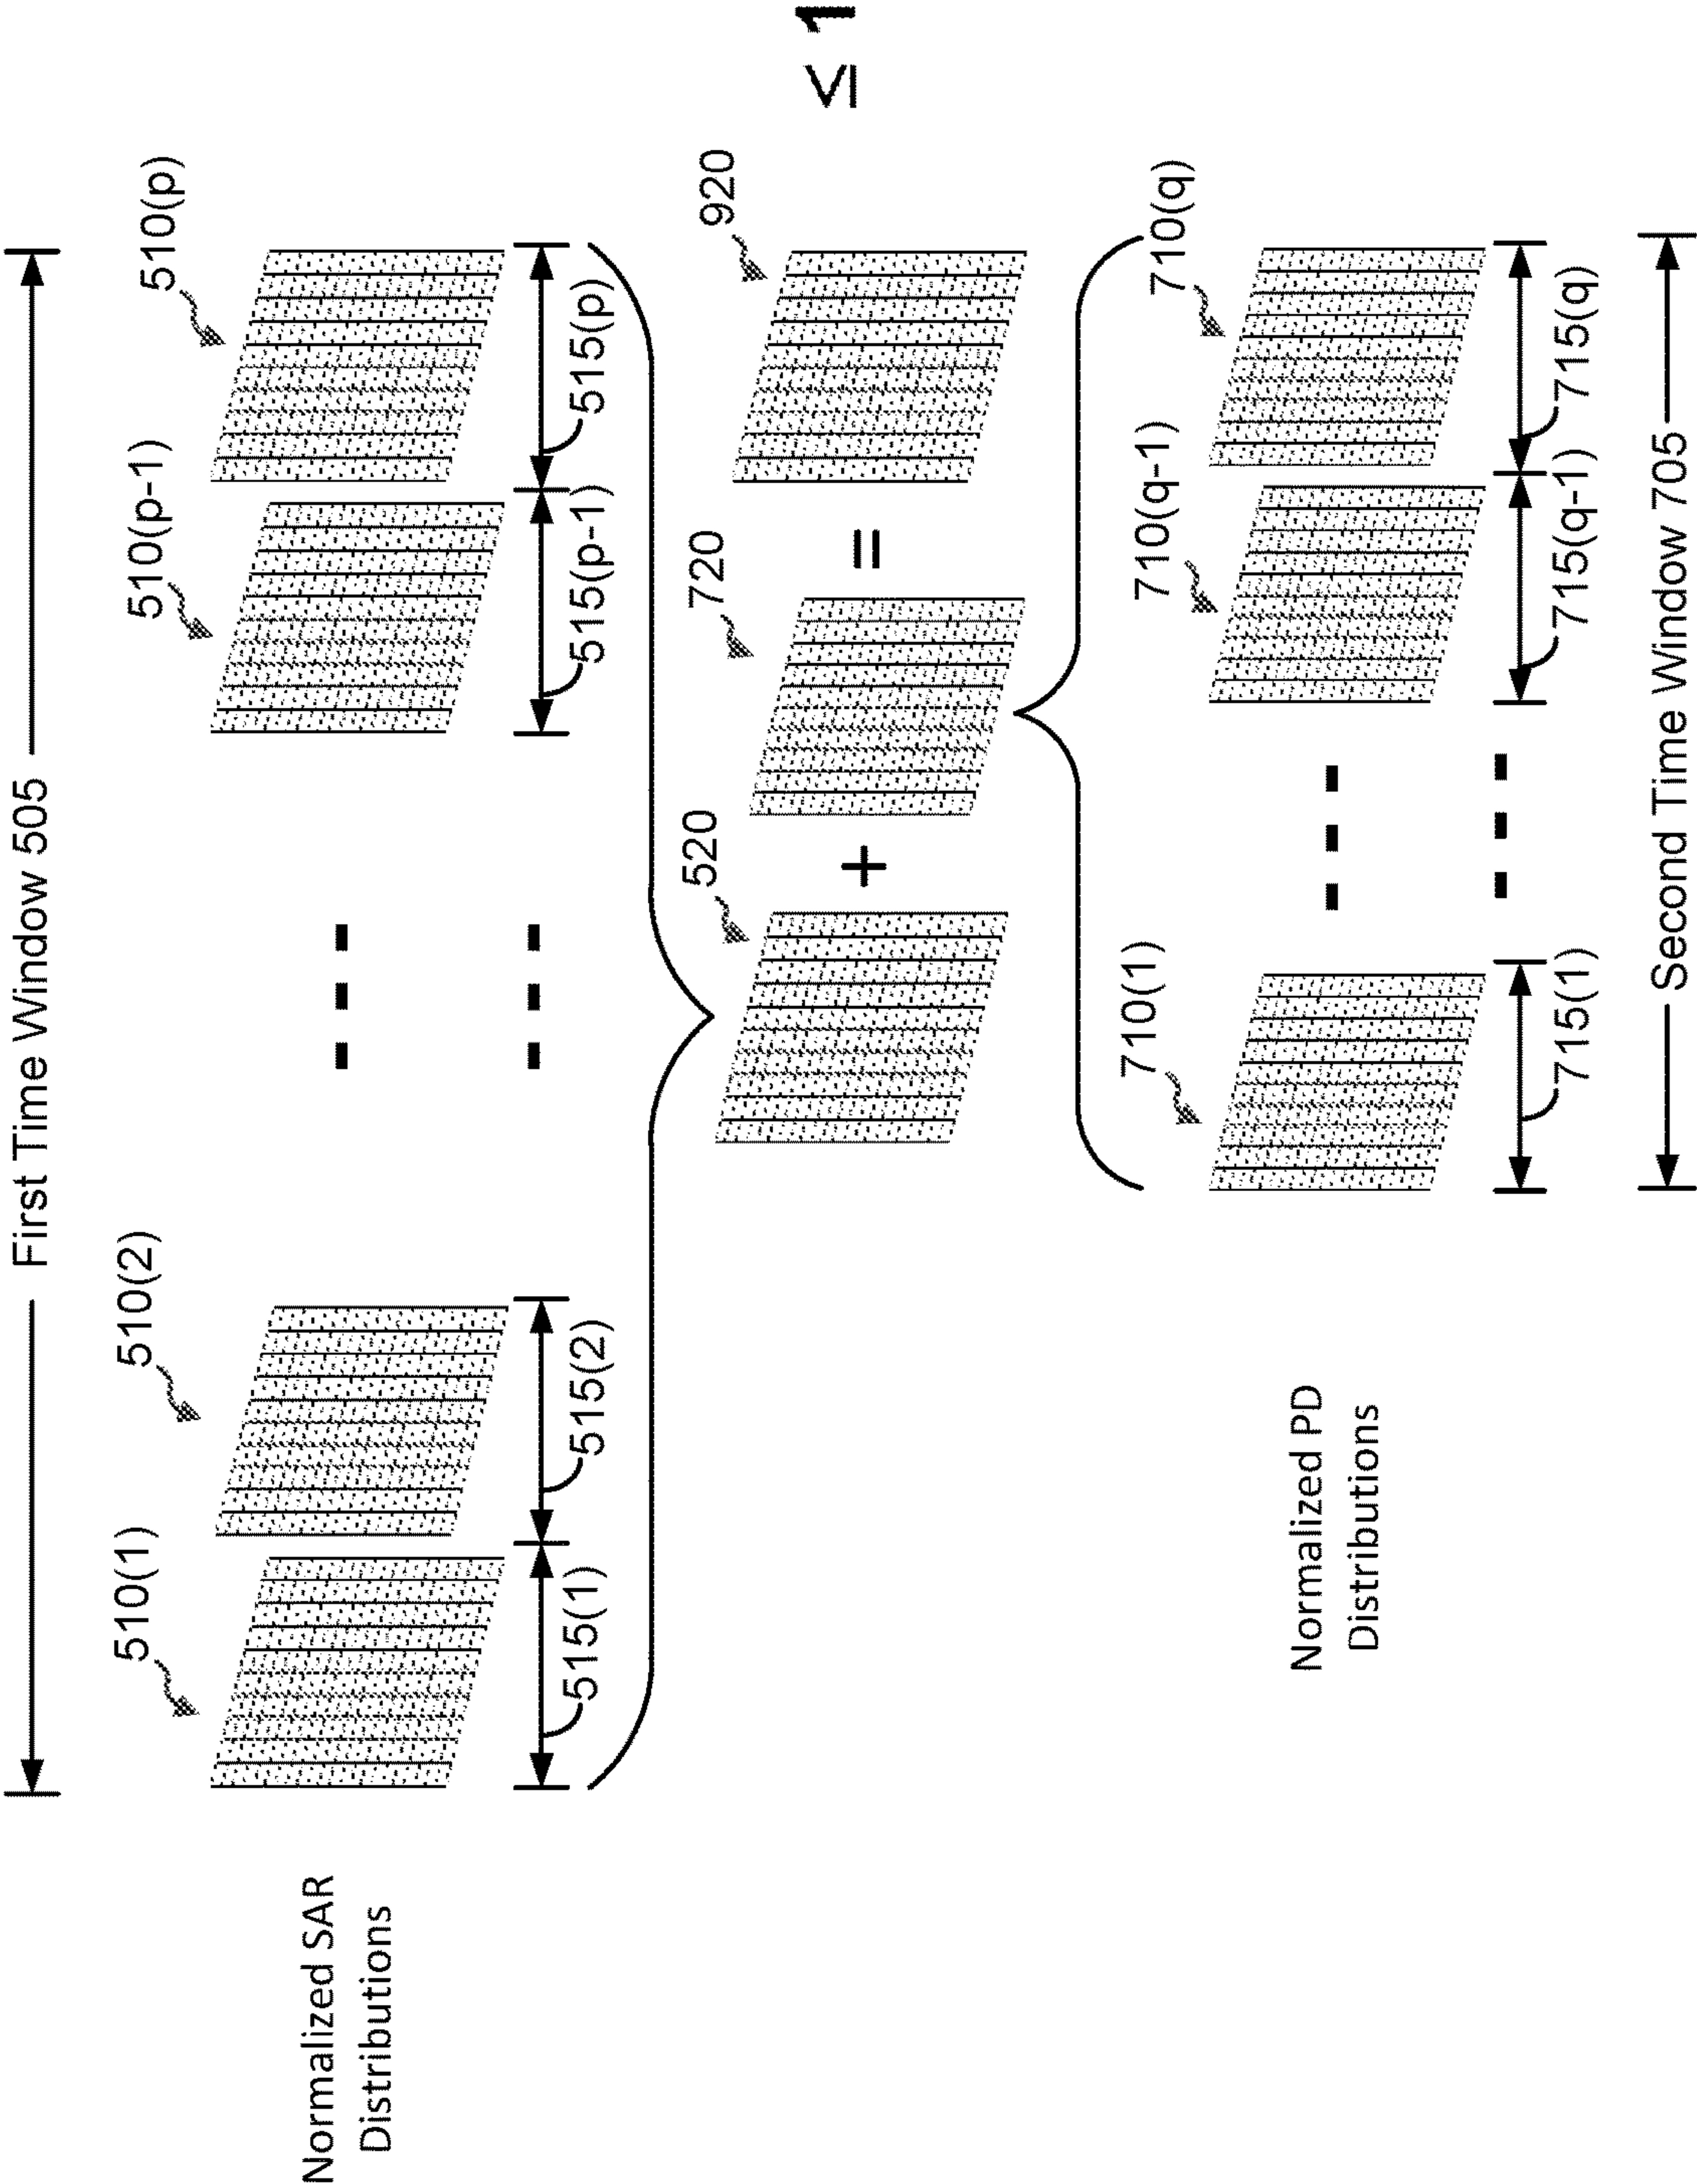 First Time Window 505
510(1)
510(2)
510(p-1)
510(p)
Normalized SAR
Distributions
515(1)
515(2)
515(p-1)
515(p)
520
720
920
+
=
≤ 1
710(1)
710(q-1)
710(q)
Normalized PD
Distributions
715(1)
715(q-1)
715(q)
Second Time Window 705